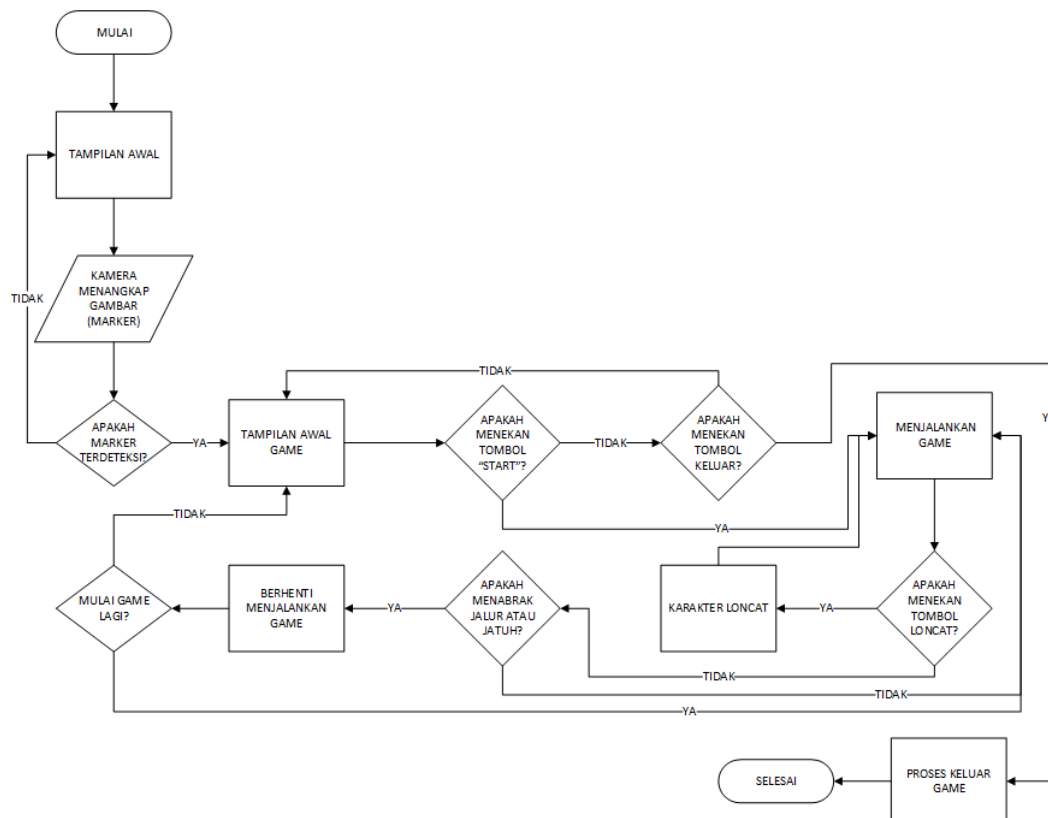 MULAI
TAMPILAN AWAL
KAMERA
MENANGKAP
GAMBAR
(MARKER)
TIDAK
APAKAH
MARKER
TERDETEKSI?
YA
TAMPILAN AWAL
GAME
TIDAK
APAKAH
MENEKAN
TOMBOL
“START”?
TIDAK
APAKAH
MENEKAN
TOMBOL
KELUAR?
Y
MENJALANKAN
GAME
YA
TIDAK
MULAI GAME
LAGI?
BERHENTI
MENJALANKAN
GAME
YA
APAKAH
MENABRAK
JALUR ATAU
JATUH?
KARAKTER LONCAT
YA
APAKAH
MENEKAN
TOMBOL
LONCAT?
TIDAK
TIDAK
YA
SELESAI
PROSES KELUAR
GAME